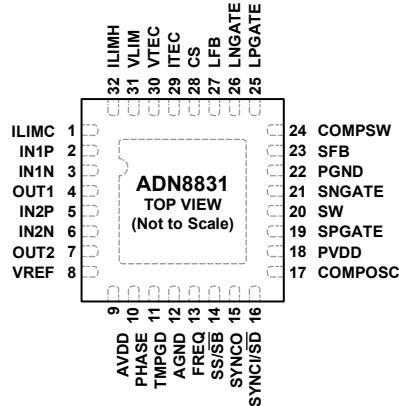 32 ILIMH
31 VLIM
30 VTEC
29 ITEC
28 CS
27 LFB
26 LNGATE
25 LPGATE
ILIMC 1
IN1P 2
IN1N 3
OUT1 4
IN2P 5
IN2N 6
OUT2 7
VREF 8
ADN8831
TOP VIEW
(Not to Scale)
24 COMPSW
23 SFB
22 PGND
21 SNGATE
20 SW
19 SPGATE
18 PVDD
17 COMPOSC
AVDD 9
PHASE 10
TMPGD 11
AGND 12
FREQ 13
SS/S̅B̅ 14
SYNCO 15
SYNCI/S̅D̅ 16